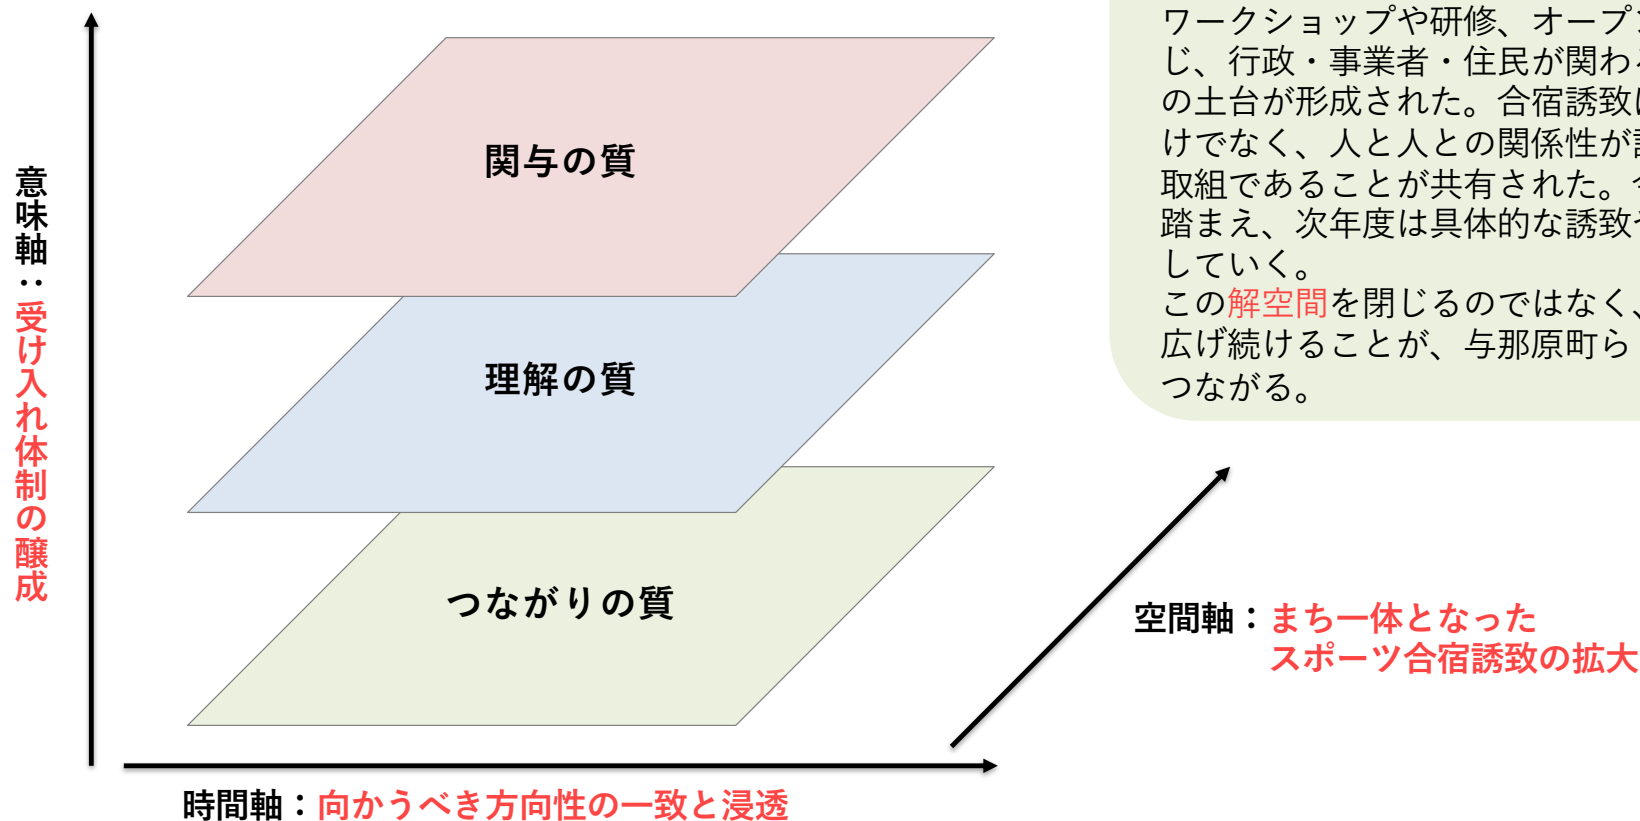 ワークショップや研修、オープン
じ、行政・事業者・住民が関わ
の土台が形成された。合宿誘致
けでなく、人と人との関係性が
取組であることが共有された。
踏まえ、次年度は具体的な誘致
していく。
この解空間を閉じるのではなく、
広げ続けることが、与那原町ら
つながる。
関与の質
理解の質
つながりの質
意味軸：受け入れ体制の醸成
空間軸：まち一体となった
スポーツ合宿誘致の拡大
時間軸：向かうべき方向性の一致と浸透